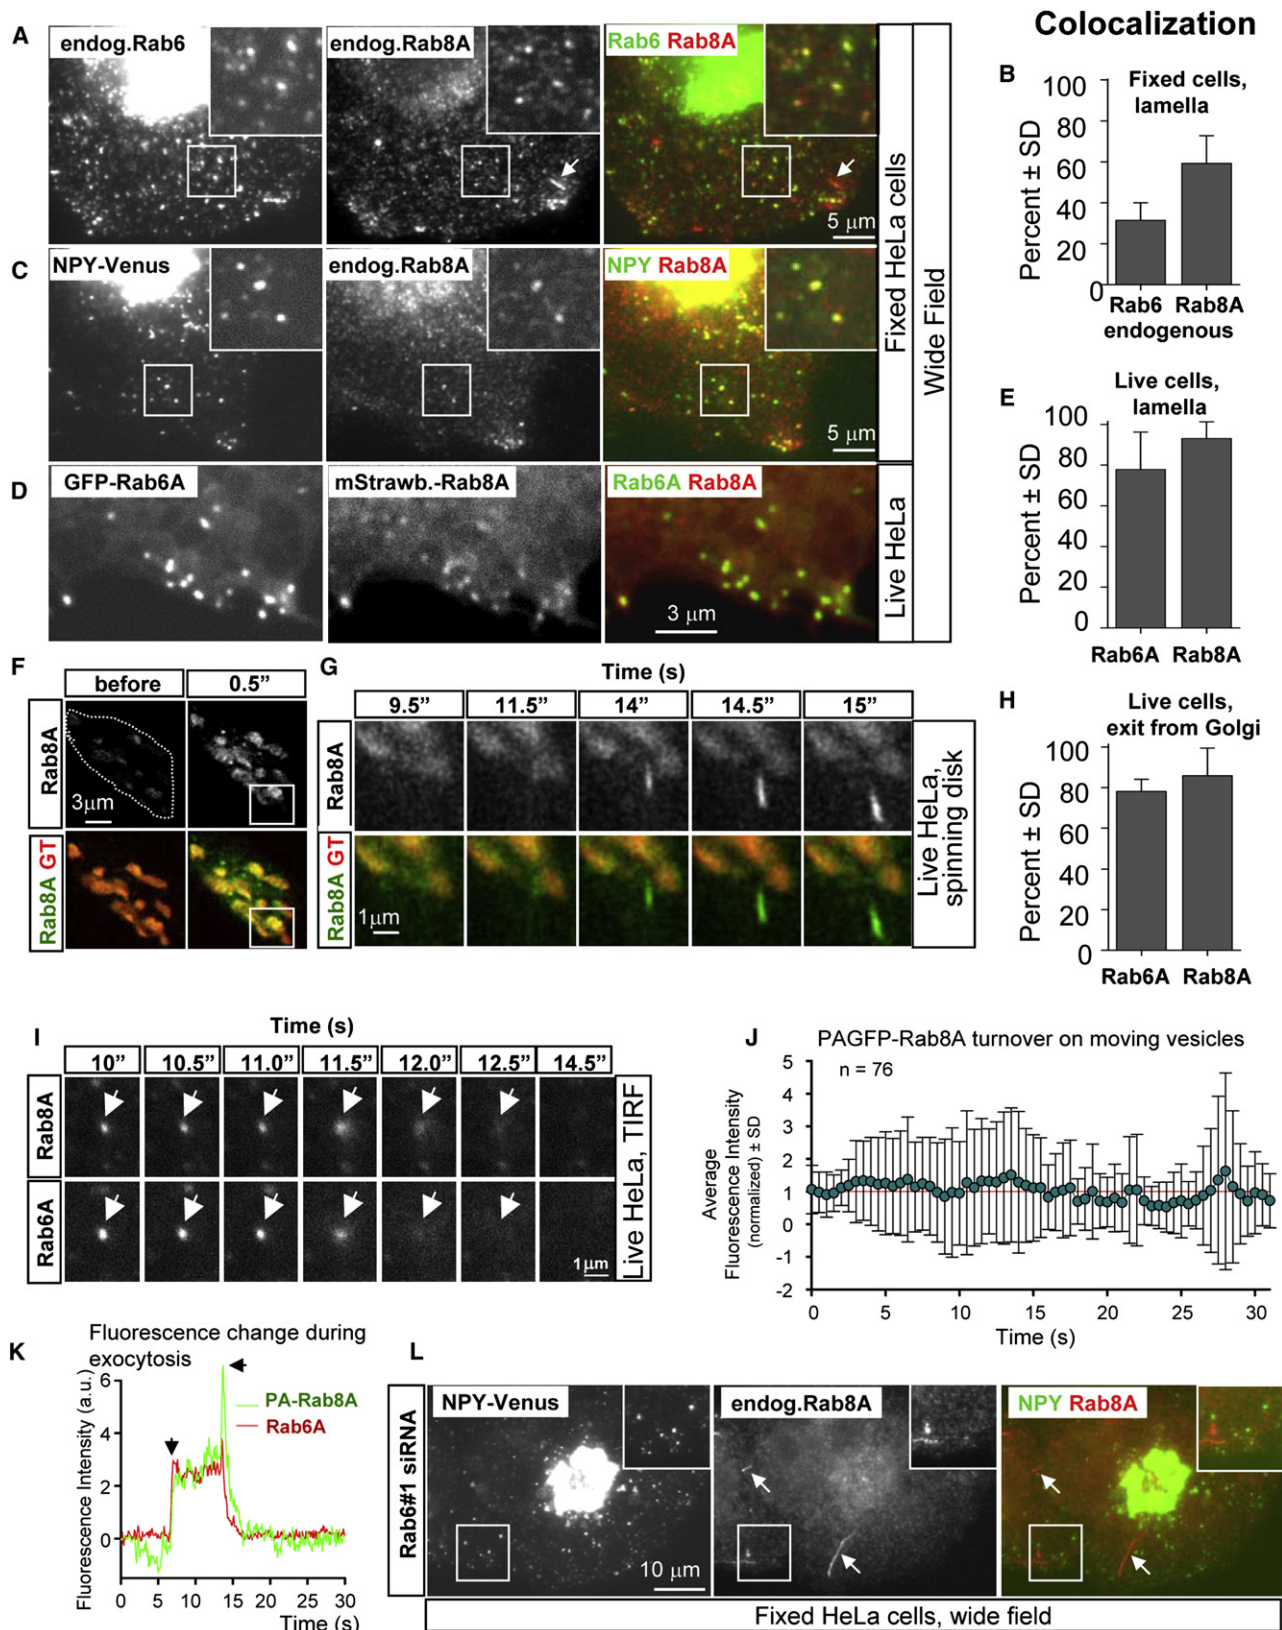 Colocalization
A
endog.Rab6
endog.Rab8A
Rab6 Rab8A
5 μm
B
Fixed cells,
lamella
Percent ± SD
100
80
60
40
20
0
Rab6 Rab8A
endogenous
C
NPY-Venus
endog.Rab8A
NPY Rab8A
5 μm
Fixed HeLa cells
Wide Field
D
GFP-Rab6A
mStrawb.-Rab8A
Rab6A Rab8A
3 μm
Live HeLa
E
Live cells,
lamella
Percent ± SD
100
80
60
40
20
0
Rab6A Rab8A
F
before
0.5”
Rab8A
3μm
Rab8A GT
G
Time (s)
9.5” 11.5” 14” 14.5” 15”
Rab8A
Rab8A GT
1μm
Live HeLa,
spinning disk
H
Live cells,
exit from Golgi
Percent ± SD
100
80
60
40
20
0
Rab6A Rab8A
I
Time (s)
10” 10.5” 11.0” 11.5” 12.0” 12.5” 14.5”
Rab8A
Rab6A
1μm
Live HeLa, TIRF
J
PAGFP-Rab8A turnover on moving vesicles
n = 76
Average
Fluorescence Intensity
(normalized) ± SD
5
4
3
2
1
0
-1
-2
0 5 10 15 20 25 30
Time (s)
K
Fluorescence change during
exocytosis
Fluorescence Intensity (a.u.)
6
4
2
0
PA-Rab8A
Rab6A
0 5 10 15 20 25 30
Time (s)
L
Rab6#1 siRNA
NPY-Venus
endog.Rab8A
NPY Rab8A
10 μm
Fixed HeLa cells, wide field